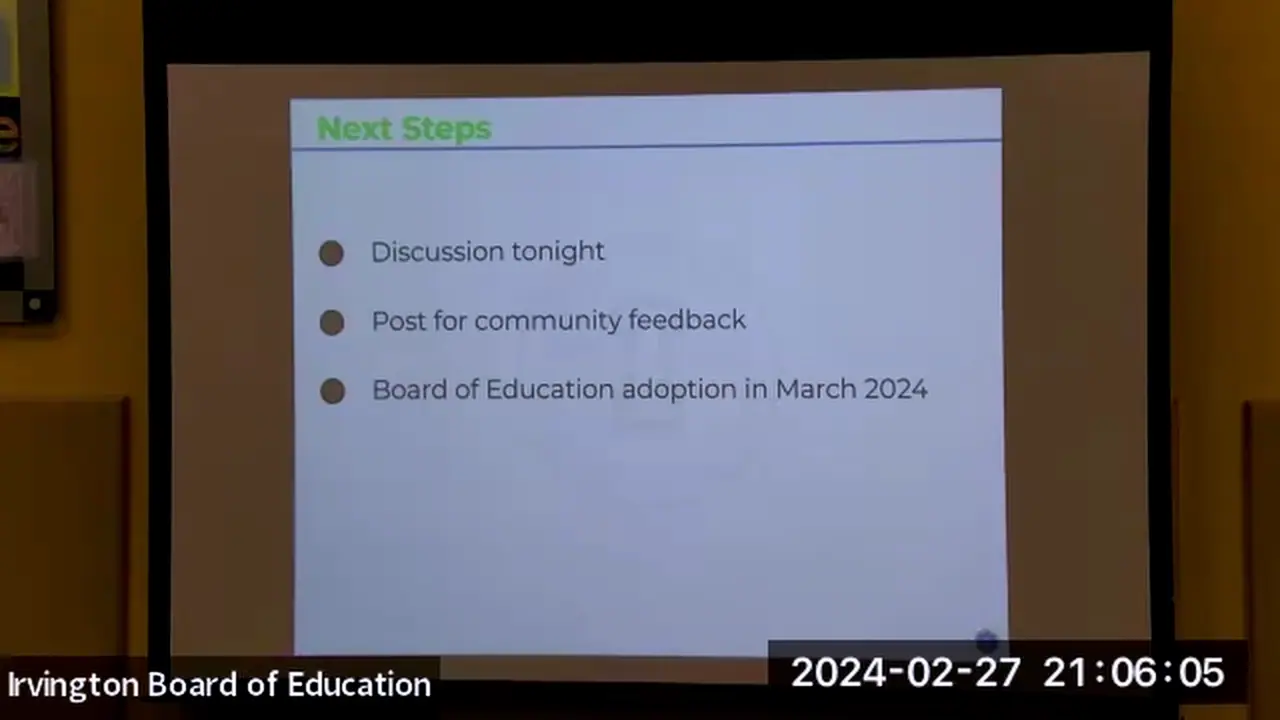 Next Steps
Discussion tonight
Post for community feedback
Board of Education adoption in March 2024
Irvington Board of Education
2024-02-27 21:06:05